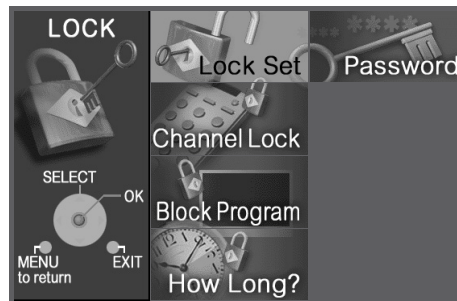 LOCK
SELECT
OK
MENU
to return
EXIT
Lock Set
Channel Lock
Block Program
How Long?
Password